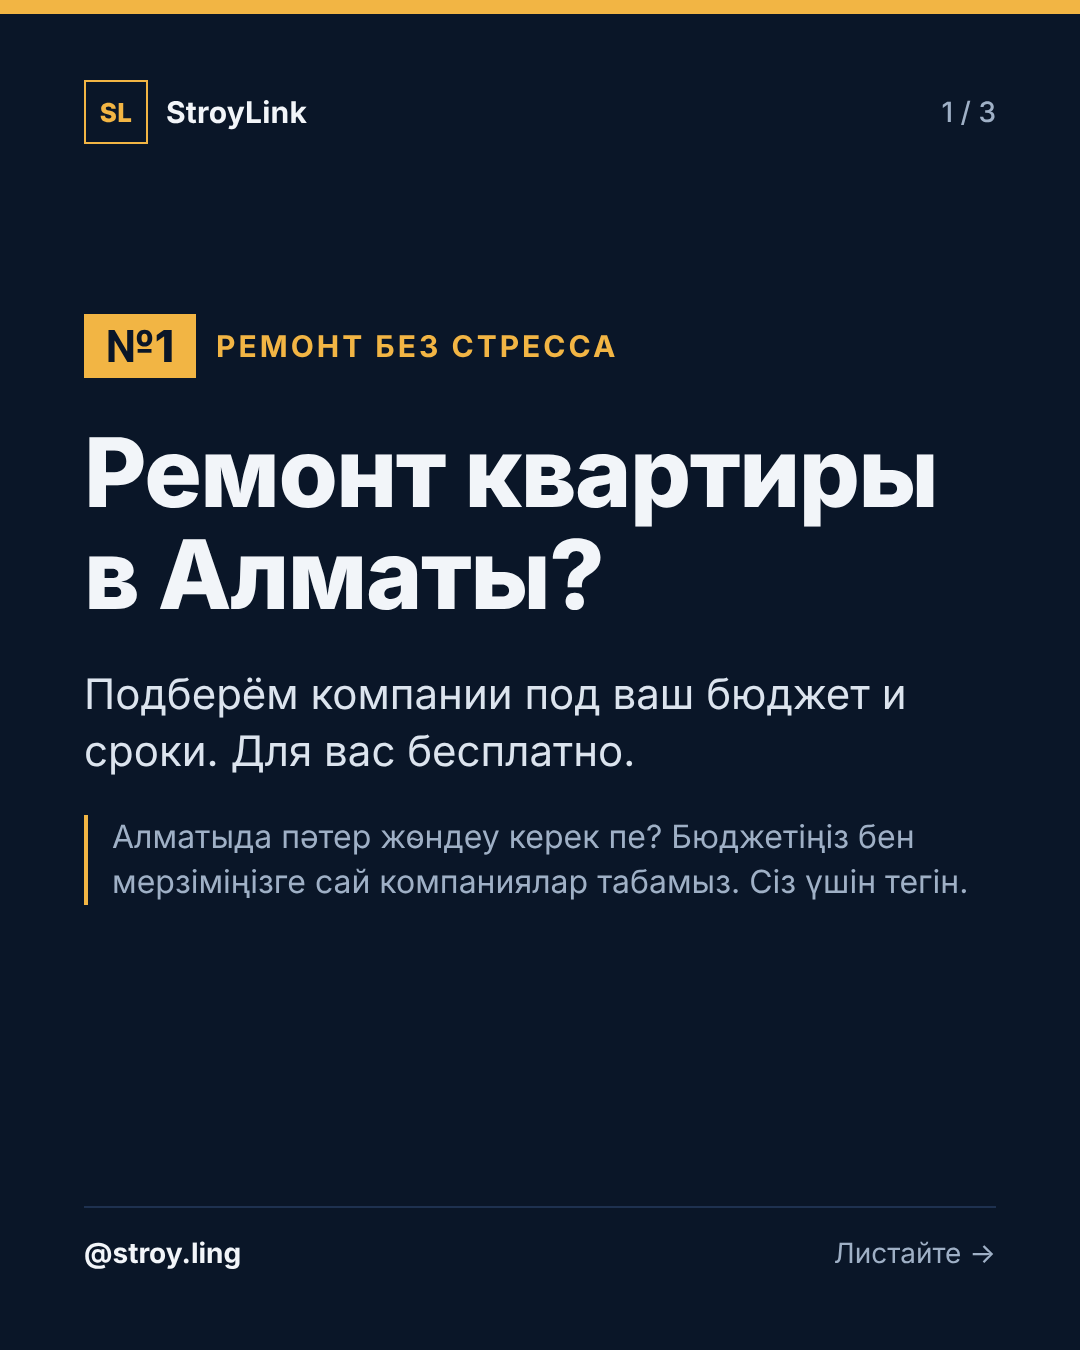 SL StroyLink 1 / 3
№1 РЕМОНТ БЕЗ СТРЕССА
Ремонт квартиры
в Алматы?
Подберём компании под ваш бюджет и
сроки. Для вас бесплатно.
Алматыда пәтер жөндеу керек пе? Бюджетіңіз бен
мерзіміңізге сай компаниялар табамыз. Сіз үшін тегін.
@stroy.ling Листайте →